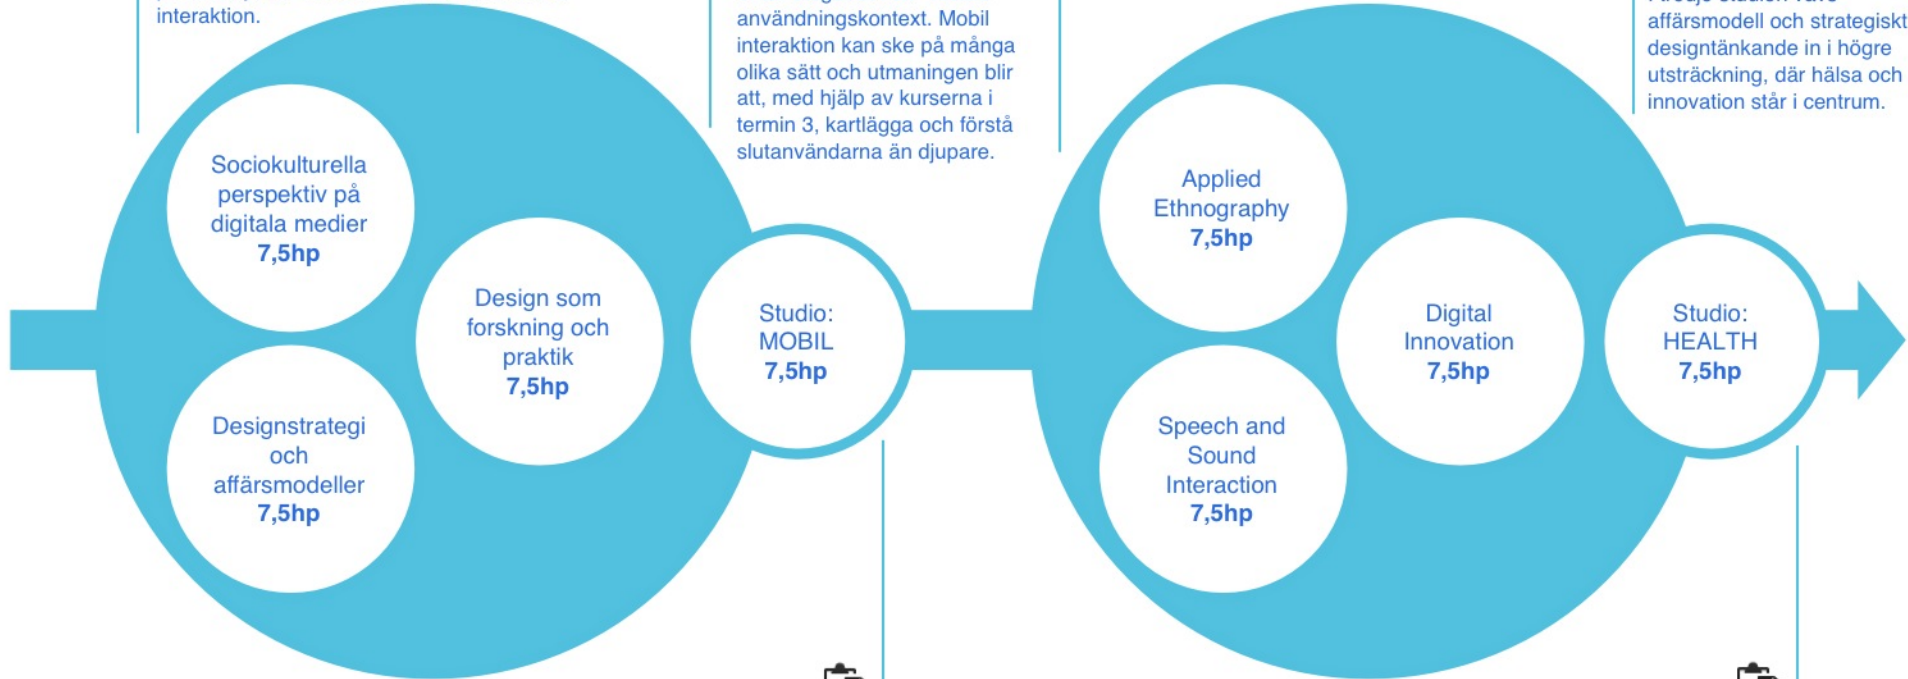 interaktion.
användningskontext. Mobil
interaktion kan ske på många
olika sätt och utmaningen blir
att, med hjälp av kurserna i
termin 3, kartlägga och förstå
slutanvändarna än djupare.
affärsmodell och strategiskt
designtänkande in i högre
utsträckning, där hälsa och
innovation står i centrum.
Sociokulturella
perspektiv på
digitala medier
7,5hp
Designstrategi
och
affärsmodeller
7,5hp
Design som
forskning och
praktik
7,5hp
Studio:
MOBIL
7,5hp
Applied
Ethnography
7,5hp
Speech and
Sound
Interaction
7,5hp
Digital
Innovation
7,5hp
Studio:
HEALTH
7,5hp